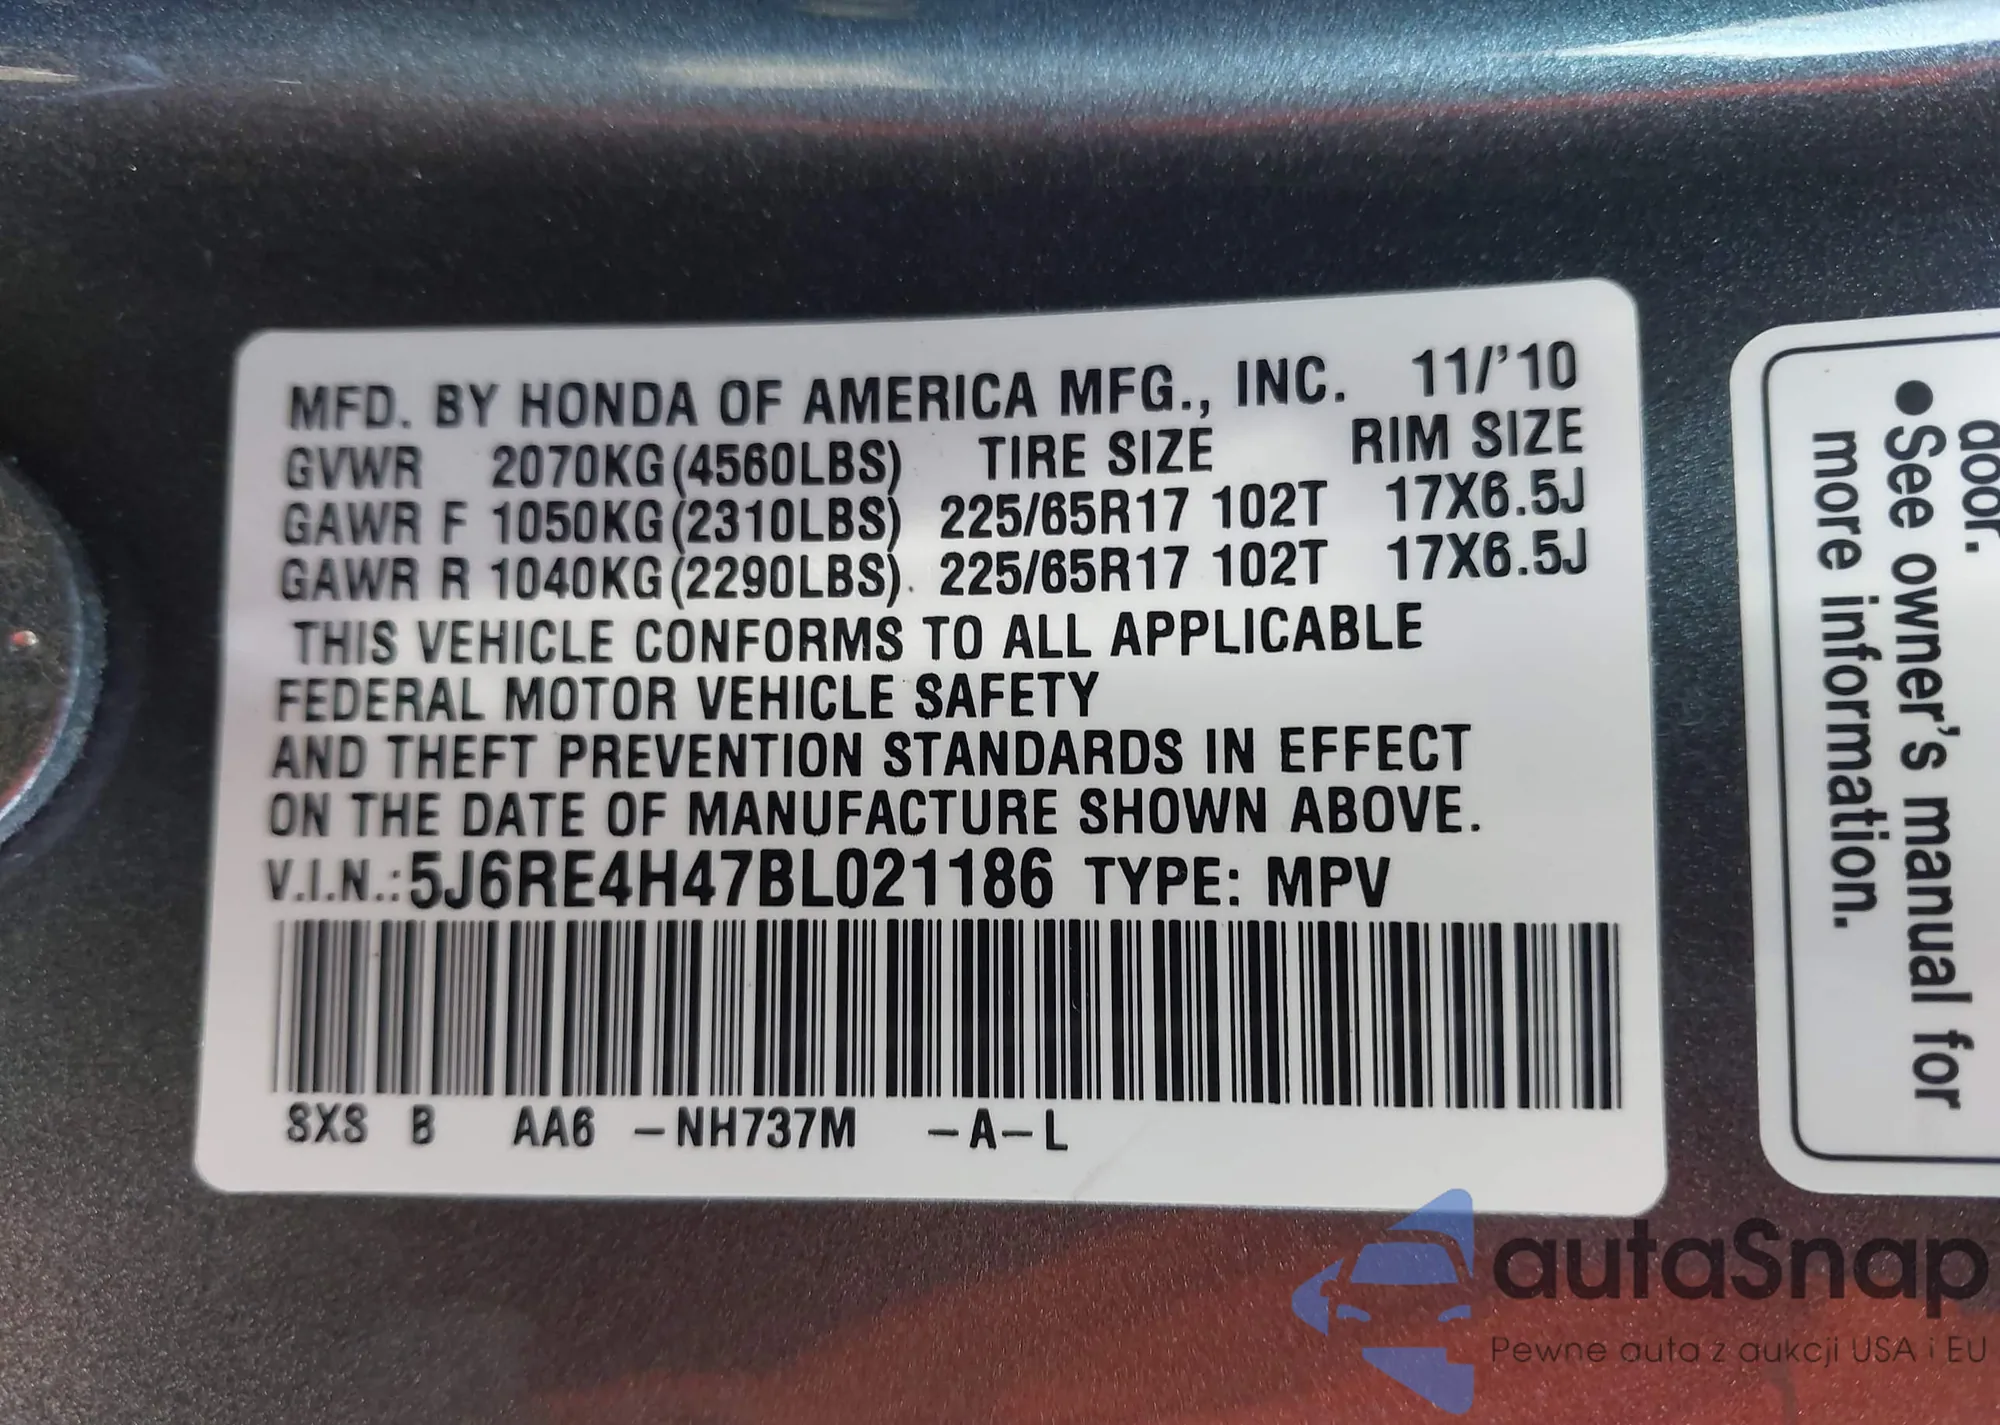 MFD. BY HONDA OF AMERICA MFG., INC. 11/'10
GVWR 2070KG(4560LBS) TIRE SIZE RIM SIZE
GAWR F 1050KG(2310LBS) 225/65R17 102T 17X6.5J
GAWR R 1040KG(2290LBS). 225/65R17 102T 17X6.5J
THIS VEHICLE CONFORMS TO ALL APPLICABLE
FEDERAL MOTOR VEHICLE SAFETY
AND THEFT PREVENTION STANDARDS IN EFFECT
ON THE DATE OF MANUFACTURE SHOWN ABOVE.
V.I.N.:5J6RE4H47BL021186 TYPE: MPV
SXS B AA6 -NH737M -A-L
door.
●See owner's manual for
more information.
autaSnap
Pewne auta z aukcji USA i EU